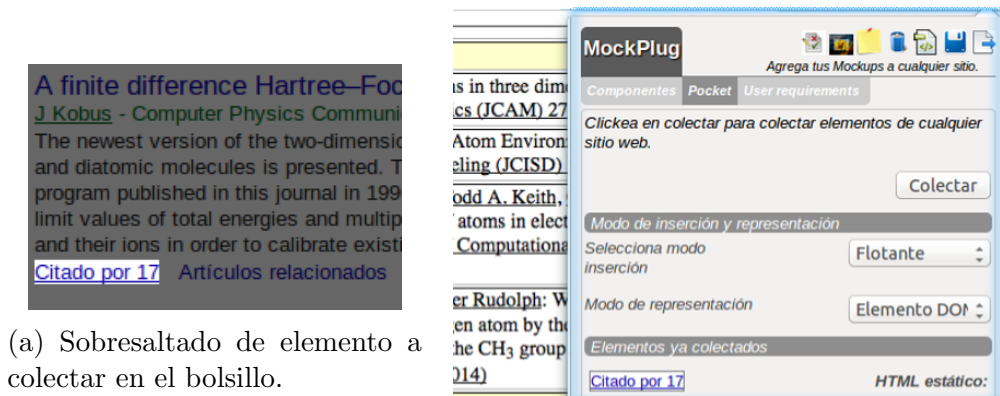 A finite difference Hartree–Foc
J Kobus - Computer Physics Communi
The newest version of the two-dimensio
and diatomic molecules is presented. T
program published in this journal in 199
limit values of total energies and multip
and their ions in order to calibrate existi
Citado por 17 Artículos relacionados
(a) Sobresaltado de elemento a
colectar en el bolsillo.
ns in three dim
ics (JCAM) 27
Atom Environ
eling (JCISD)
odd A. Keith,
atoms in elect
Computationa
er Rudolph: W
gen atom by the
he CH3 group
014)
MockPlug
Agrega tus Mockups a cualquier sitio.
Componentes Pocket User requirements
Clickea en colectar para colectar elementos de cualquier
sitio web.
Colectar
Modo de inserción y representación
Selecciona modo
inserción
Flotante
Modo de representación
Elemento DOM
Elementos ya colectados
Citado por 17 HTML estático: